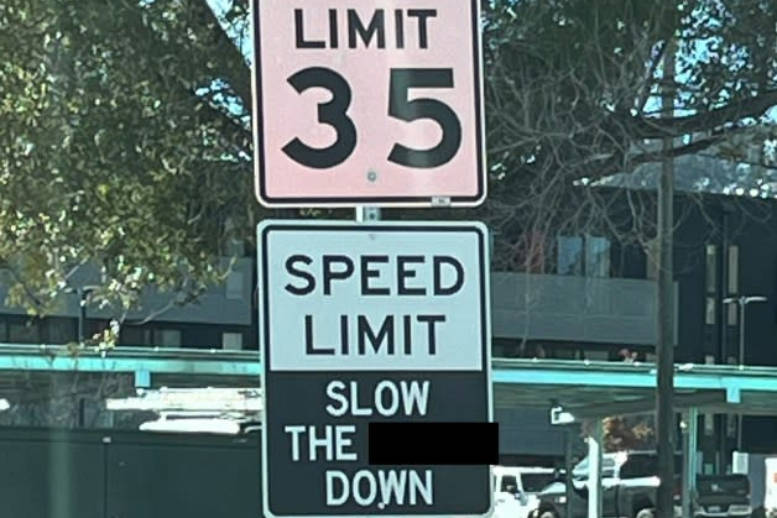 LIMIT
35
SPEED
LIMIT
SLOW
THE
DOWN